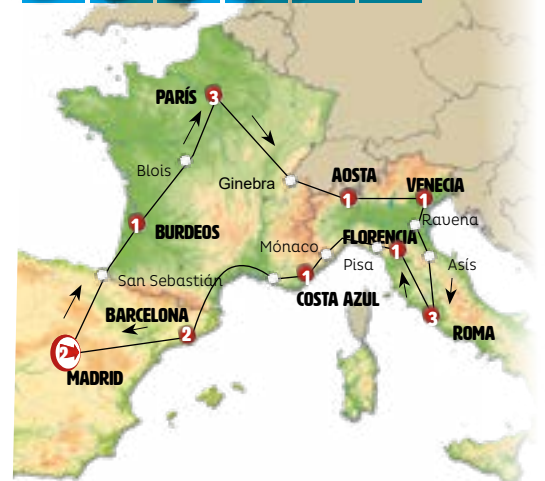 PARÍS
3
Blois
Ginebra
AOSTA
VENECIA
1
1
1
BURDEOS
Ravena
FLORENCIA
Mónaco
1
Pisa
Asís
San Sebastián
1
COSTA AZUL
BARCELONA
2
3
ROMA
2
MADRID